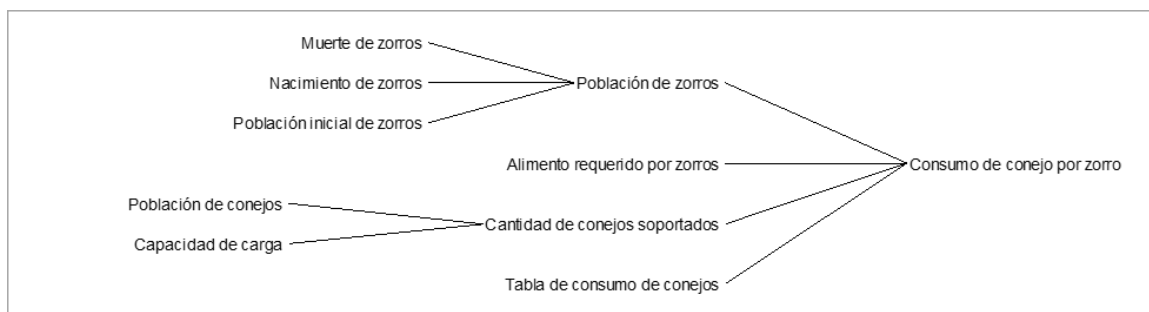 Muerte de zorros
Nacimiento de zorros
Población de zorros
Población inicial de zorros
Alimento requerido por zorros
Consumo de conejo por zorro
Población de conejos
Cantidad de conejos soportados
Capacidad de carga
Tabla de consumo de conejos